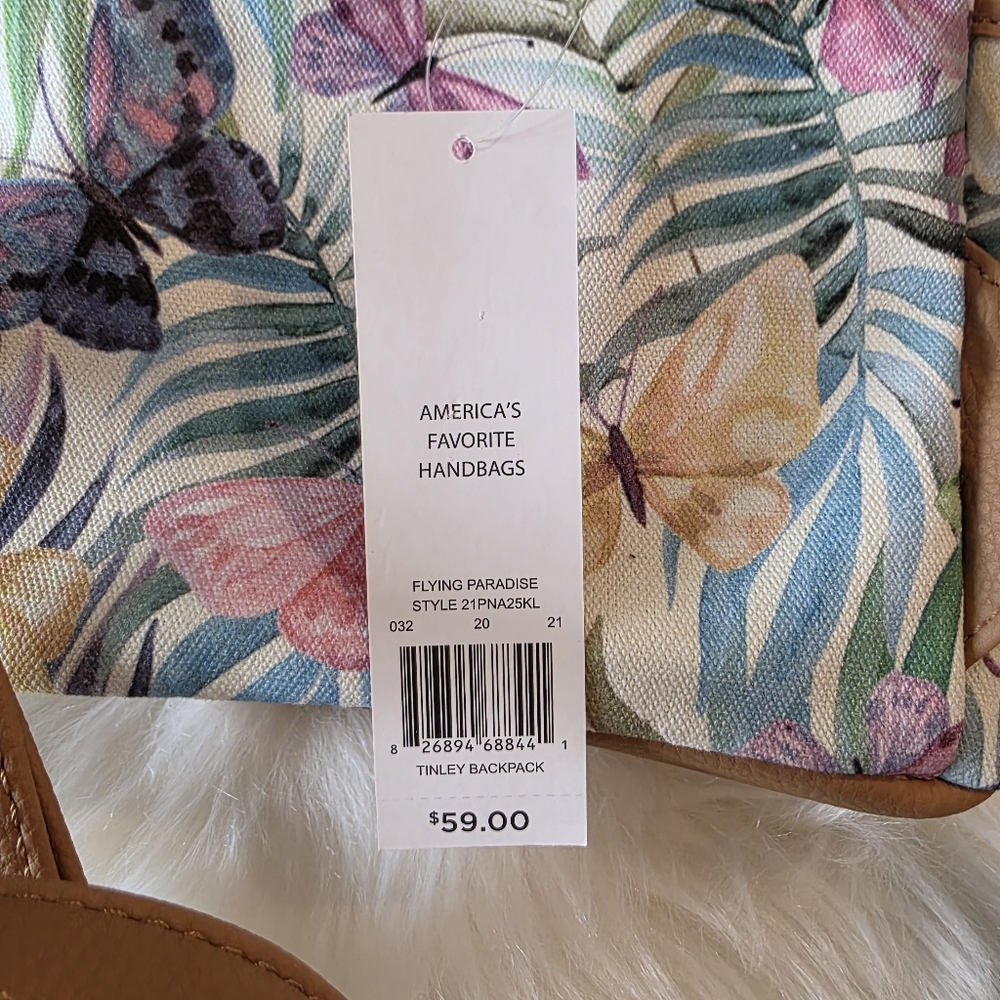 AMERICA'S
FAVORITE
HANDBAGS
FLYING PARADISE
STYLE 21PNA25KL
032 20 21
8 26894 68844 1
TINLEY BACKPACK
$59.00